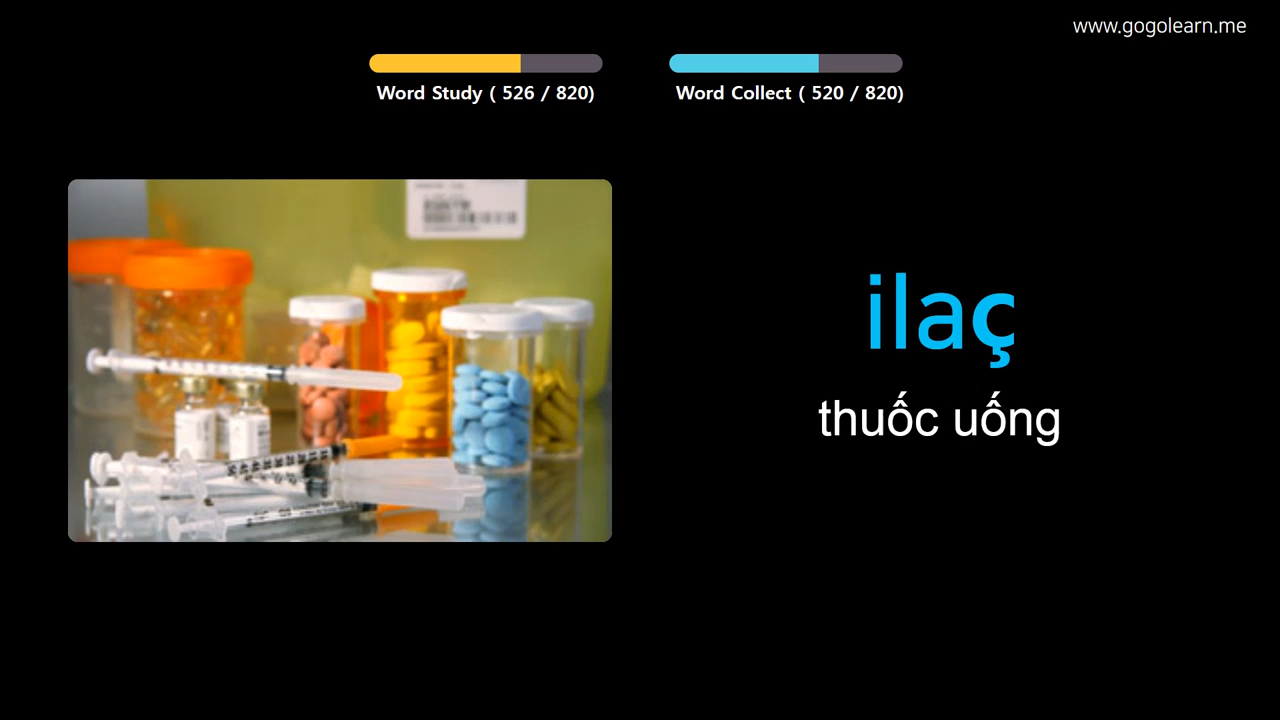 www.gogolearn.me
Word Study ( 526 / 820)
Word Collect ( 520 / 820)
ilaç
thuốc uống